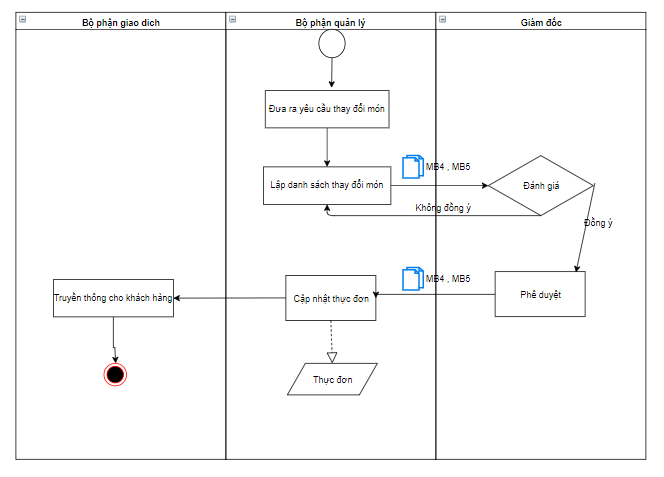 Bộ phận giao dich
Bộ phận quản lý
Giám đốc
Đưa ra yêu cầu thay đổi món
Lập danh sách thay đổi món
MB4 , MB5
Đánh giá
Không đồng ý
Đồng ý
Truyền thông cho khách hàng
Cập nhật thực đơn
MB4 , MB5
Phê duyệt
Thực đơn